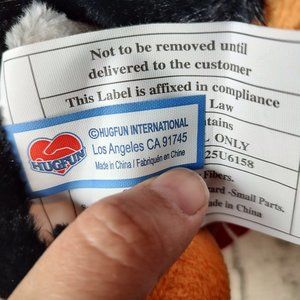 Not to be removed until
delivered to the customer
This Label is affixed in compliance
Law
HUGFUN
©HUGFUN INTERNATIONAL
Los Angeles CA 91745
Made in China / Fabriqué en Chine
ONLY
25U6158
Fibers.
-Small Parts.
in China